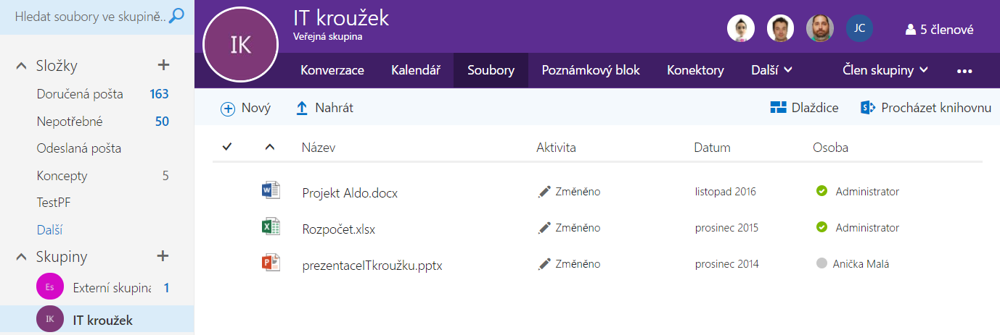 Hledat soubory ve skupině..
Složky
Doručená pošta 163
Nepotřebné 50
Odeslaná pošta
Koncepty 5
TestPF
Další
Skupiny
Es Externí skupina 1
IK IT kroužek
IK
IT kroužek
Veřejná skupina
JC
5 členové
Konverzace Kalendář Soubory Poznámkový blok Konektory Další Člen skupiny
Nový Nahrát Dlaždice Procházet knihovnu
Název Aktivita Datum Osoba
Projekt Aldo.docx Změněno listopad 2016 Administrator
Rozpočet.xlsx Změněno prosinec 2015 Administrator
prezentaceITkroužku.pptx Změněno prosinec 2014 Anička Malá